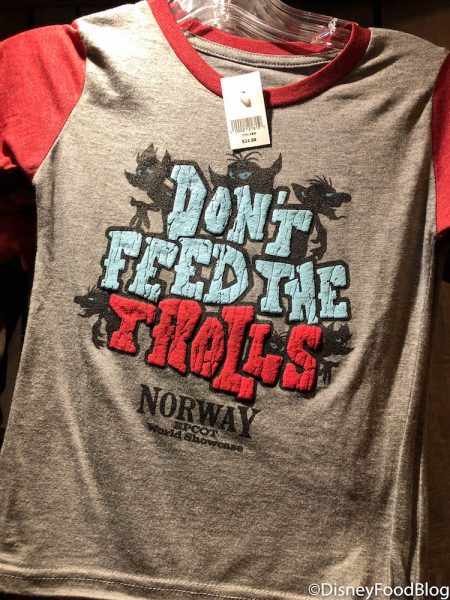 $24.99
DON'T
FEED THE
TROLLS
NORWAY
EPCOT
World Showcase
©DisneyFoodBlog